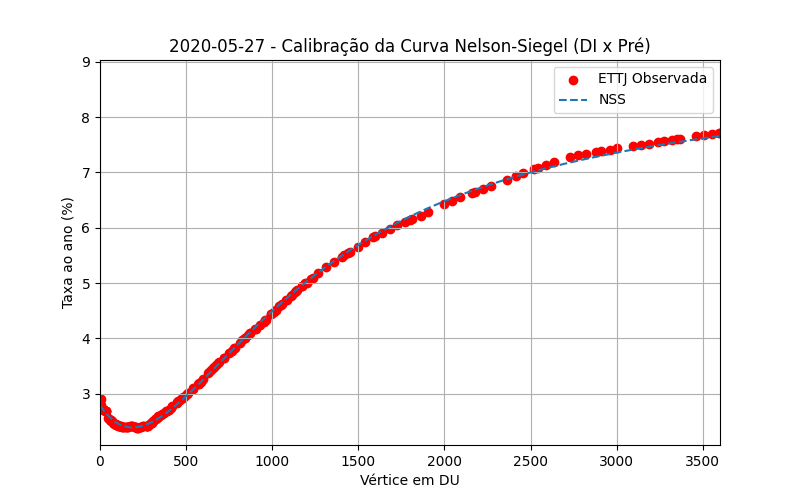 2020-05-27 - Calibração da Curva Nelson-Siegel (DI x Pré)
ETTJ Observada
NSS
Taxa ao ano (%)
9
8
7
6
5
4
3
0 500 1000 1500 2000 2500 3000 3500
Vértice em DU